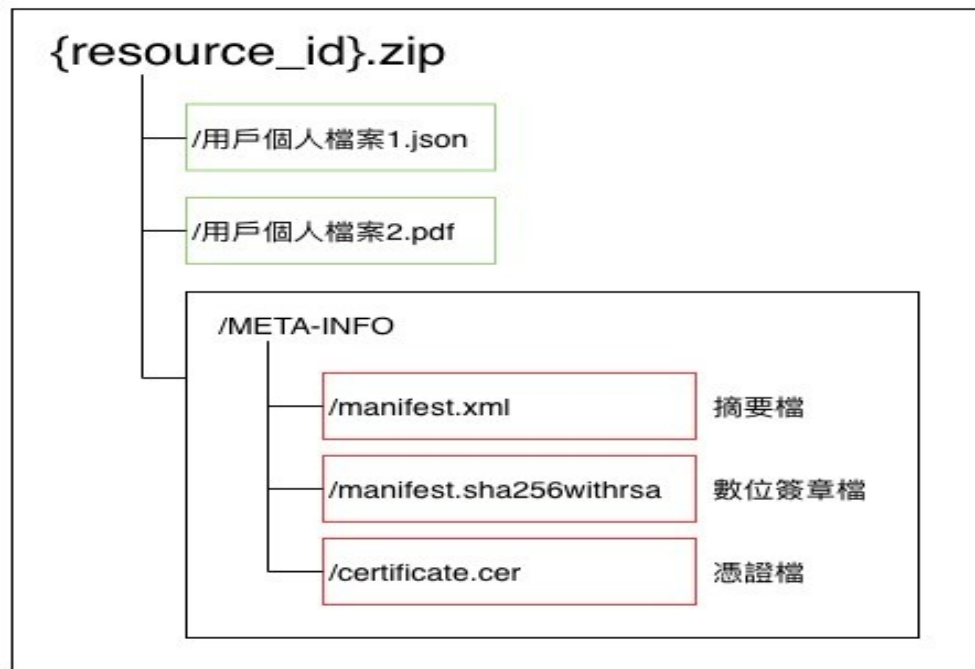 {resource_id}.zip
/用戶個人檔案1.json
/用戶個人檔案2.pdf
/META-INFO
/manifest.xml 摘要檔
/manifest.sha256withrsa 數位簽章檔
/certificate.cer 憑證檔